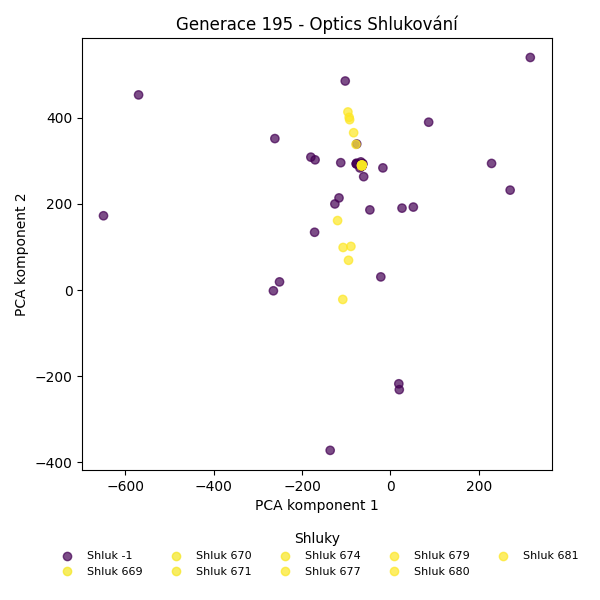 Generace 195 - Optics Shlukování
PCA komponent 2
400
200
0
−200
−400
−600
−400
−200
0
200
PCA komponent 1
Shluky
Shluk -1
Shluk 669
Shluk 670
Shluk 671
Shluk 674
Shluk 677
Shluk 679
Shluk 680
Shluk 681